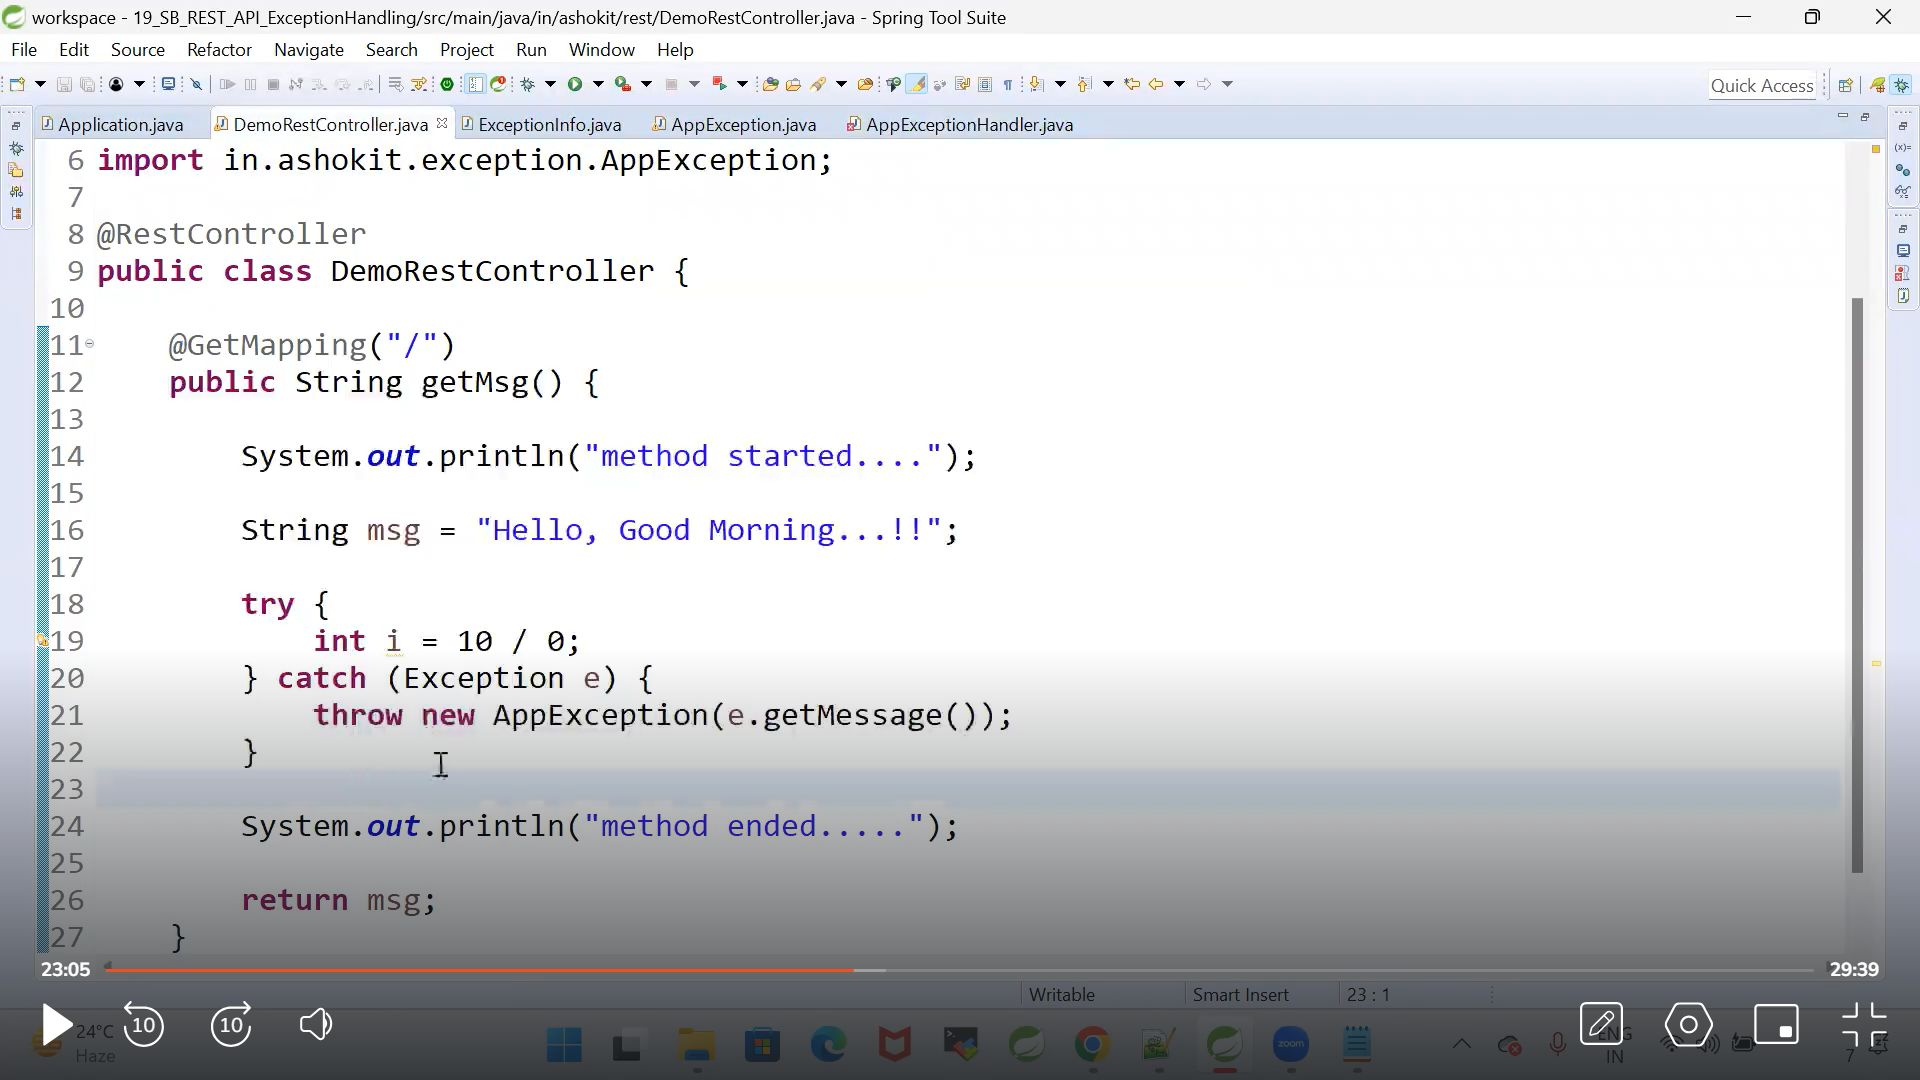 workspace - 19_SB_REST_API_ExceptionHandling/src/main/java/in/ashokit/rest/DemoRestController.java - Spring Tool Suite
File Edit Source Refactor Navigate Search Project Run Window Help
Quick Access
Application.java DemoRestController.java ExceptionInfo.java AppException.java AppExceptionHandler.java
6 import in.ashokit.exception.AppException;
7
8 @RestController
9 public class DemoRestController {
10
11 @GetMapping("/")
12 public String getMsg() {
13
14 System.out.println("method started....");
15
16 String msg = "Hello, Good Morning...!!";
17
18 try {
19 int i = 10 / 0;
20 } catch (Exception e) {
21 throw new AppException(e.getMessage());
22 }
23
24 System.out.println("method ended.....");
25
26 return msg;
27 }
23:05 29:39
Writable Smart Insert 23 : 1
10 10
24°C
Haze
zoom
ENG
IN
7